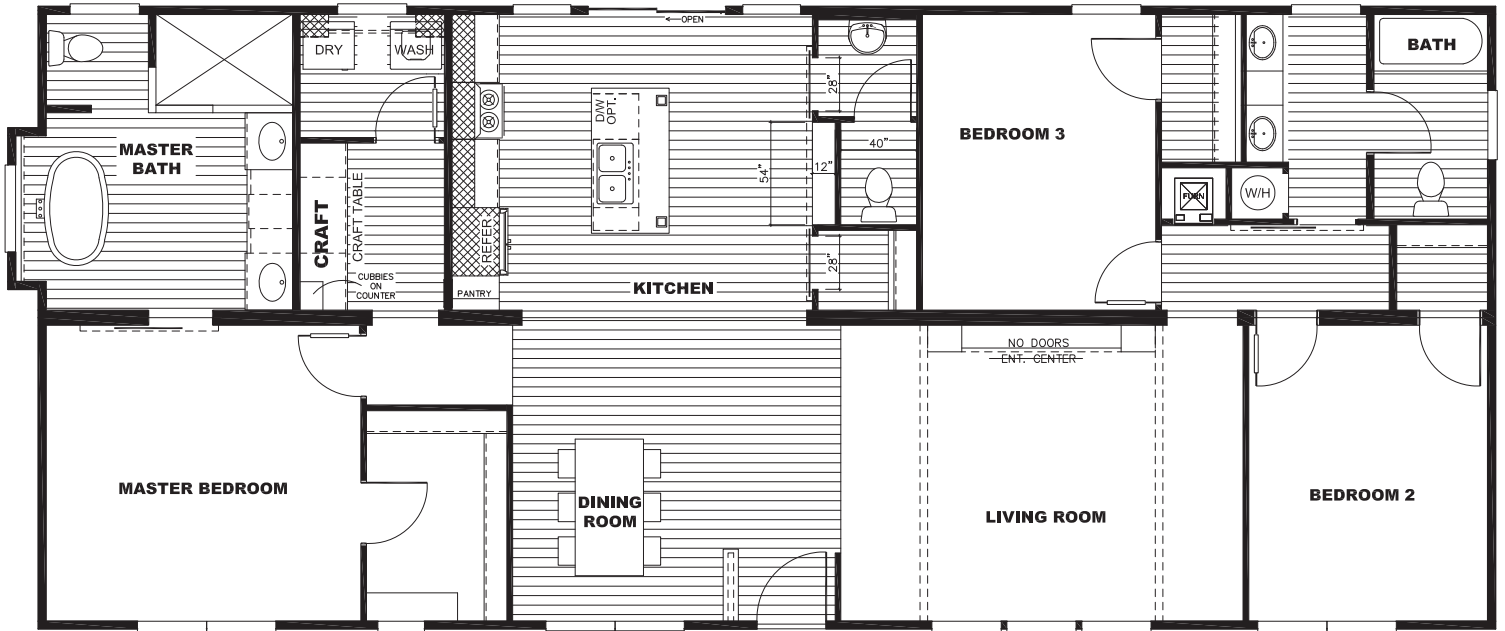 ←OPEN
DRY
WASH
BATH
D/W
OPT.
28"
BEDROOM 3
MASTER
BATH
40"
54"
12"
CRAFT
CRAFT TABLE
REFER
FURN
W/H
28"
CUBBIES
ON
COUNTER
PANTRY
KITCHEN
NO DOORS
ENT. CENTER
MASTER BEDROOM
DINING
ROOM
LIVING ROOM
BEDROOM 2